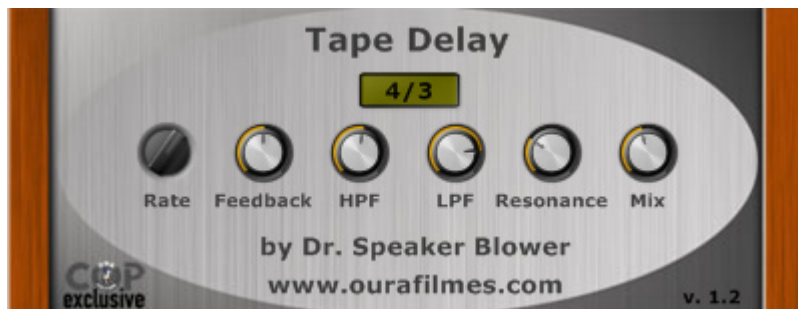 Tape Delay
4/3
Rate Feedback HPF LPF Resonance Mix
by Dr. Speaker Blower
www.ourafilmes.com
COP
exclusive
v. 1.2